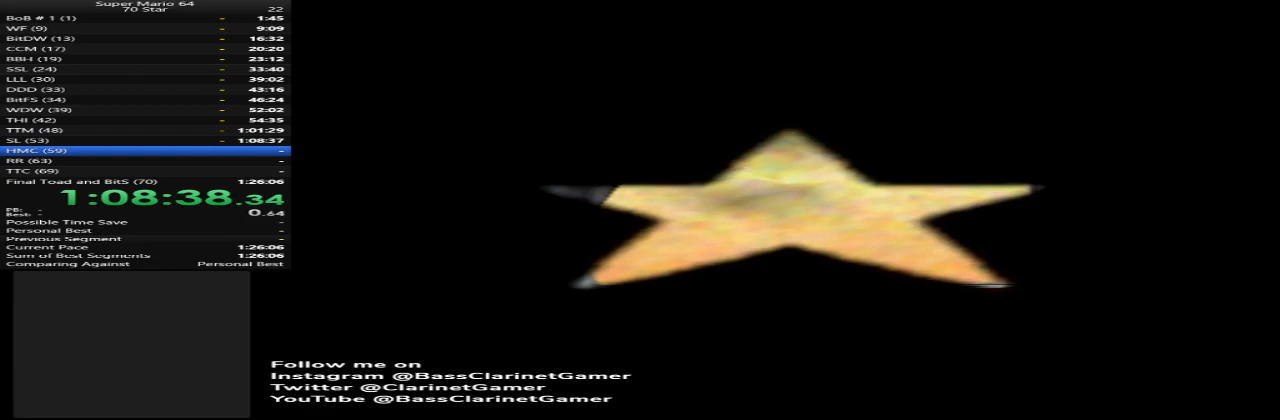 Super Mario 64
70 Star 22
BoB # 1 (1) - 1:45
WF (9) - 9:09
BitDW (13) - 16:32
CCM (17) - 20:20
BBH (19) - 23:12
SSL (24) - 33:40
LLL (30) - 39:02
DDD (33) - 43:16
BitFS (34) - 46:24
WDW (39) - 52:02
THI (42) - 54:35
TTM (48) - 1:01:29
SL (53) - 1:08:37
HMC (59) -
RR (63) -
TTC (69) -
Final Toad and BitS (70) 1:26:06
1:08:38.34
PB: -
Best: - 0.64
Possible Time Save -
Personal Best -
Previous Segment -
Current Pace 1:26:06
Sum of Best Segments 1:26:06
Comparing Against Personal Best
Follow me on
Instagram @BassClarinetGamer
Twitter @ClarinetGamer
YouTube @BassClarinetGamer